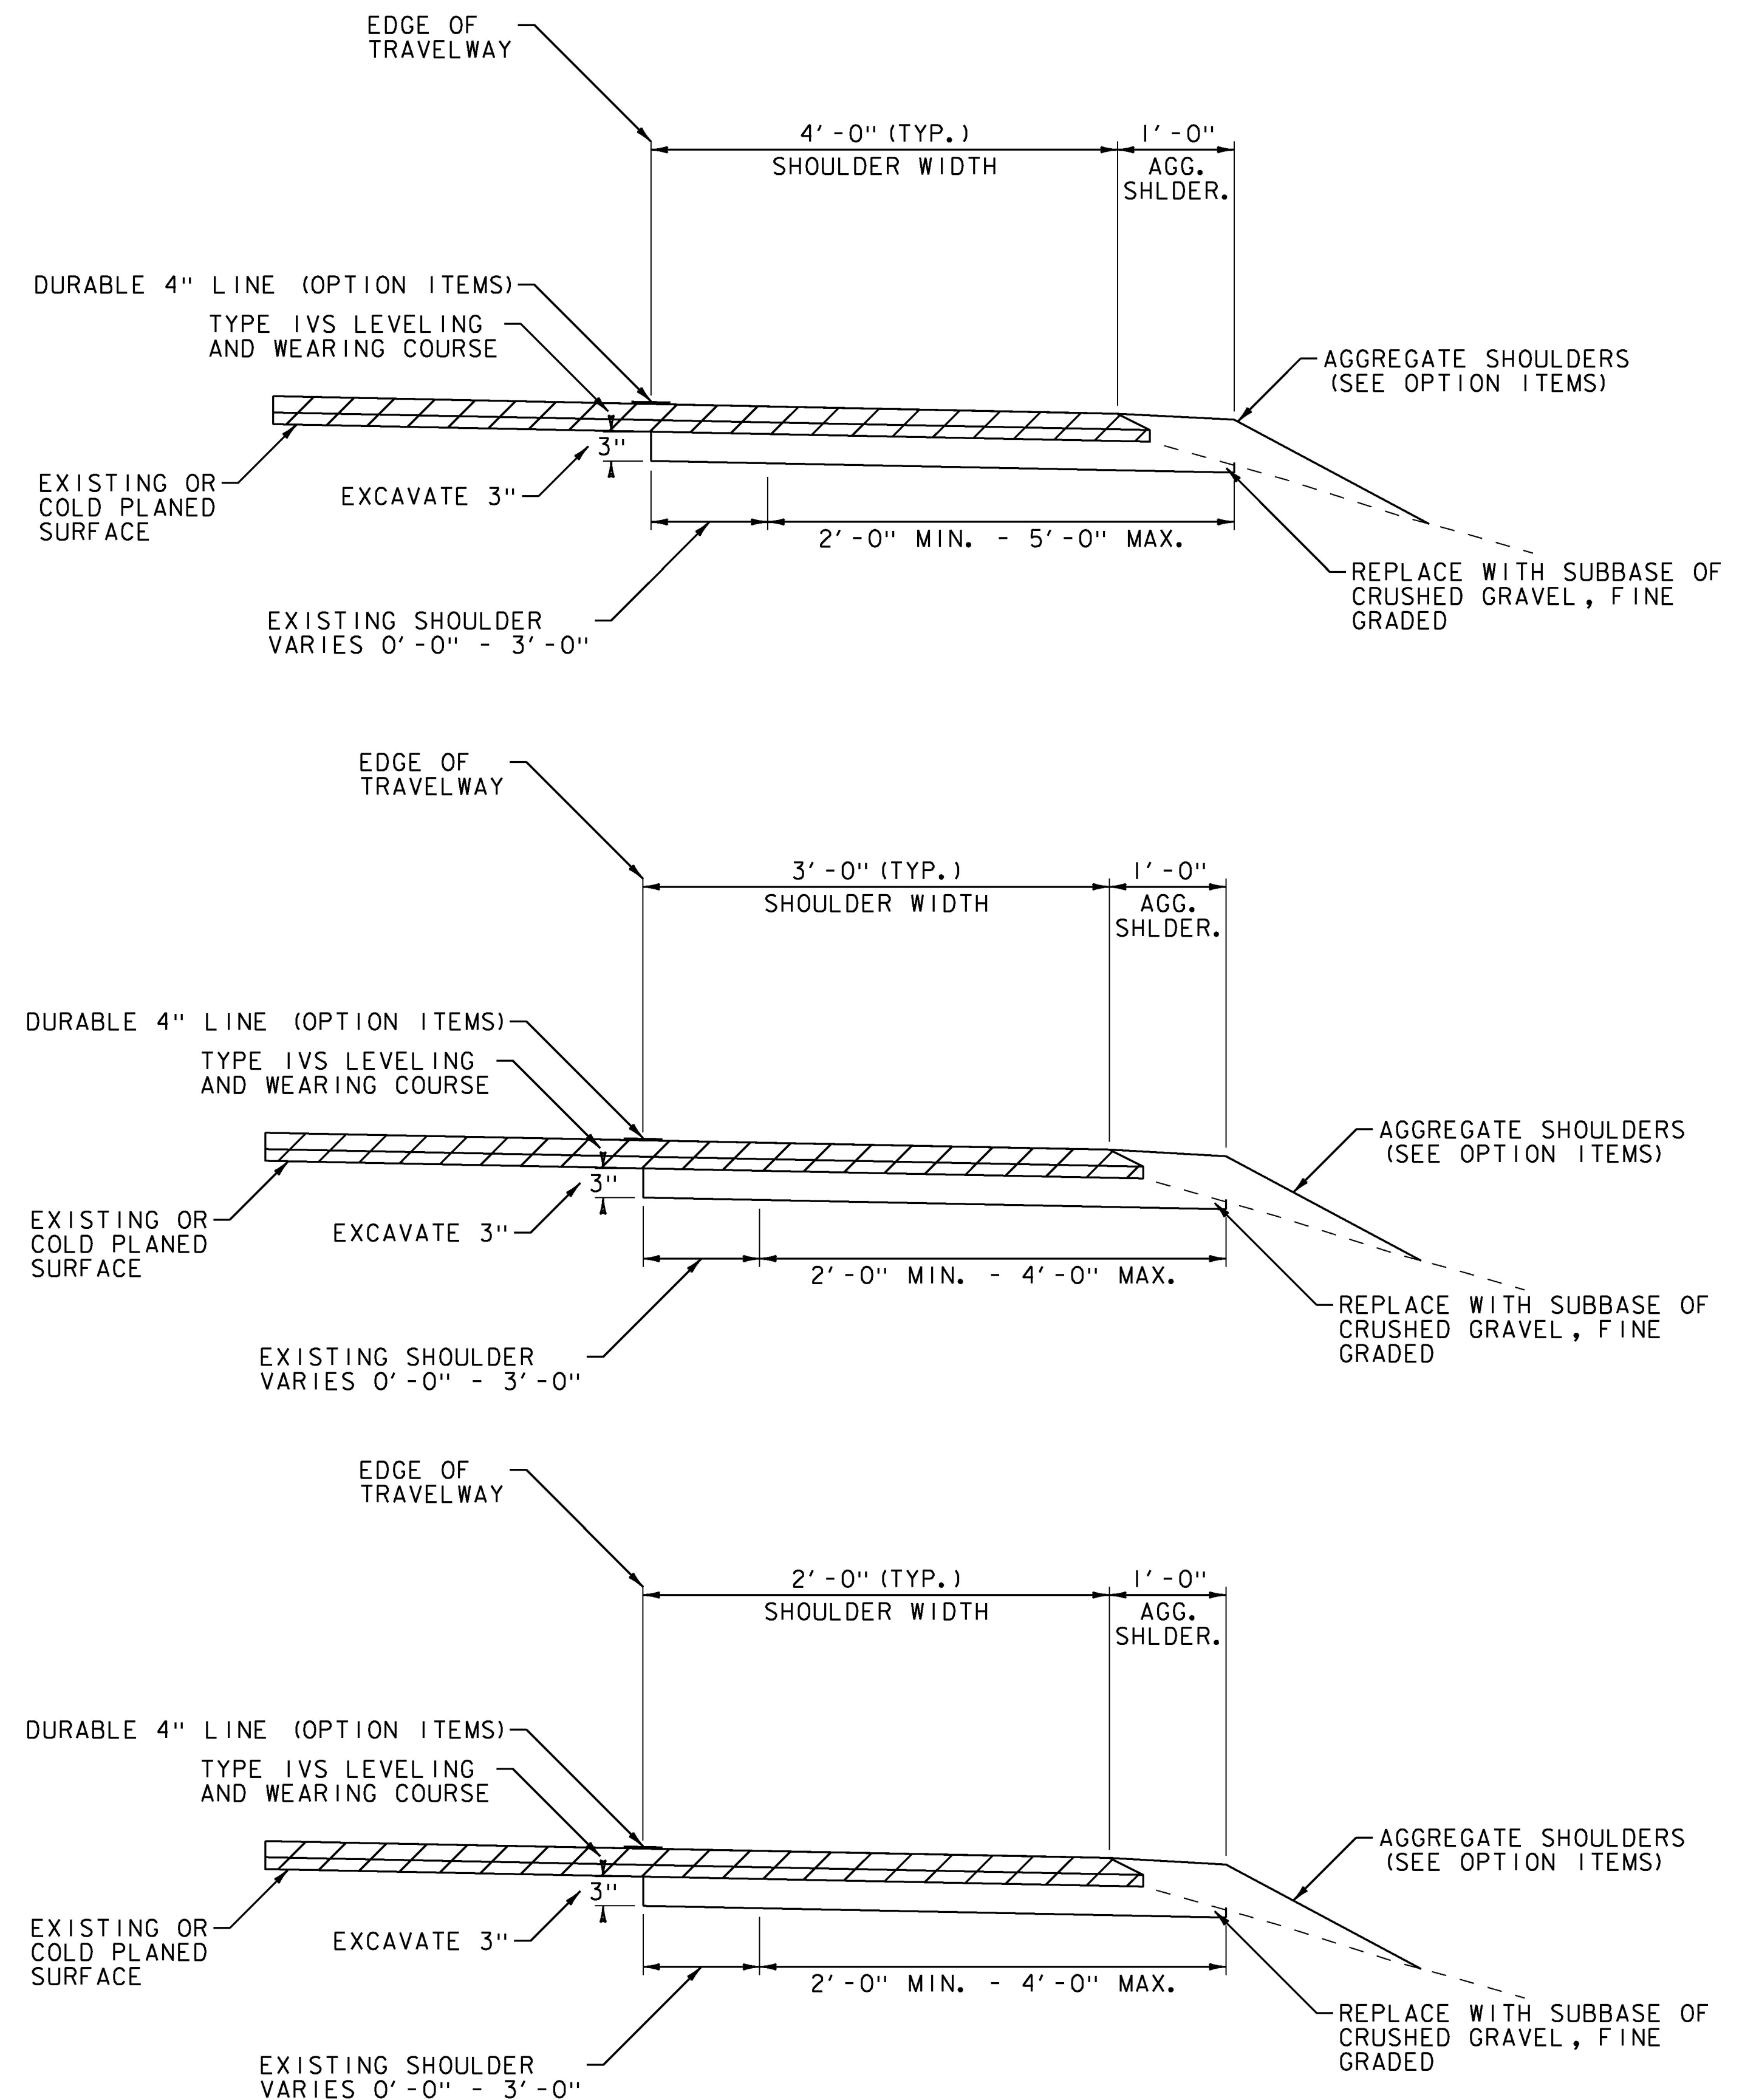 EDGE OF
TRAVELWAY
4'-0" (TYP.)
SHOULDER WIDTH
1'-0"
AGG.
SHLDER.
DURABLE 4" LINE (OPTION ITEMS)
TYPE IVS LEVELING
AND WEARING COURSE
AGGREGATE SHOULDERS
(SEE OPTION ITEMS)
3"
EXISTING OR
COLD PLANED
SURFACE
EXCAVATE 3"
2'-0" MIN. - 5'-0" MAX.
REPLACE WITH SUBBASE OF
CRUSHED GRAVEL, FINE
GRADED
EXISTING SHOULDER
VARIES 0'-0" - 3'-0"
EDGE OF
TRAVELWAY
3'-0" (TYP.)
SHOULDER WIDTH
1'-0"
AGG.
SHLDER.
DURABLE 4" LINE (OPTION ITEMS)
TYPE IVS LEVELING
AND WEARING COURSE
AGGREGATE SHOULDERS
(SEE OPTION ITEMS)
3"
EXISTING OR
COLD PLANED
SURFACE
EXCAVATE 3"
2'-0" MIN. - 4'-0" MAX.
REPLACE WITH SUBBASE OF
CRUSHED GRAVEL, FINE
GRADED
EXISTING SHOULDER
VARIES 0'-0" - 3'-0"
EDGE OF
TRAVELWAY
2'-0" (TYP.)
SHOULDER WIDTH
1'-0"
AGG.
SHLDER.
DURABLE 4" LINE (OPTION ITEMS)
TYPE IVS LEVELING
AND WEARING COURSE
AGGREGATE SHOULDERS
(SEE OPTION ITEMS)
3"
EXISTING OR
COLD PLANED
SURFACE
EXCAVATE 3"
2'-0" MIN. - 4'-0" MAX.
REPLACE WITH SUBBASE OF
CRUSHED GRAVEL, FINE
GRADED
EXISTING SHOULDER
VARIES 0'-0" - 3'-0"